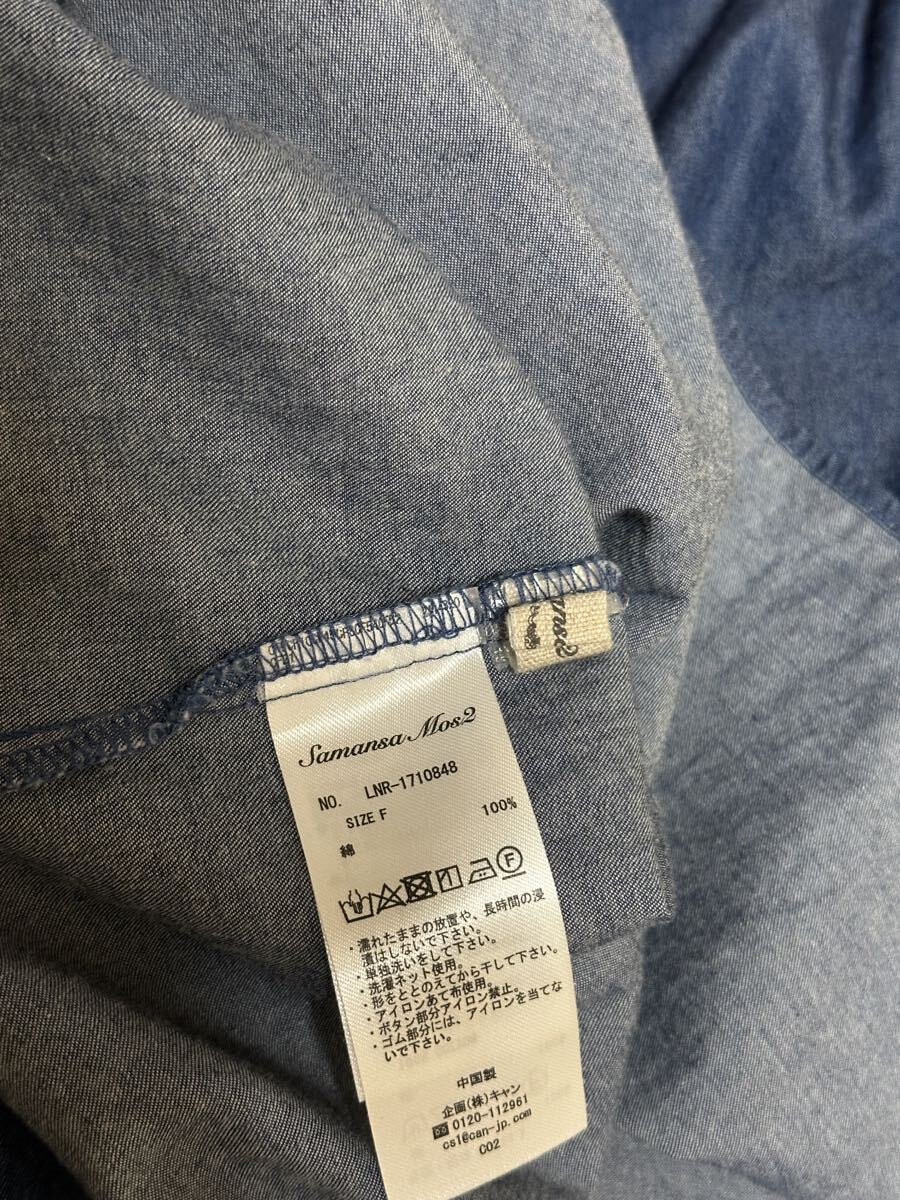 Samansa Mos2
NO. LNR-1710848
SIZE F
綿 100%
F
・濡れたままの放置や、長時間の浸
漬はしないで下さい。
・単独洗いをして下さい。
・洗濯ネット使用。
・形をととのえてから干して下さい。
・アイロンあて布使用。
・ボタン部分アイロン禁止。
・ゴム部分には、アイロンを当てな
いで下さい。
中国製
企画(株)キャン
0120-112961
cs1@can-jp.com
C02